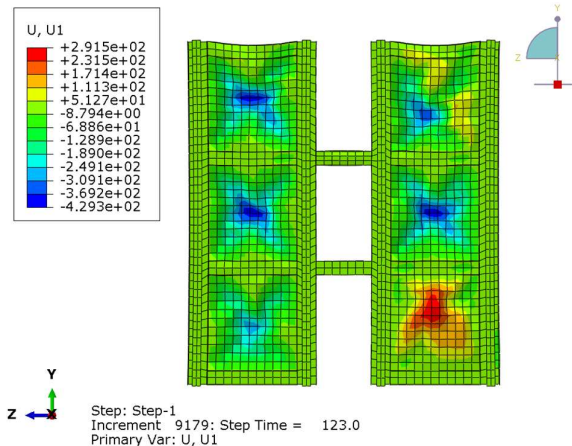 U, U1
+2.915e+02
+2.315e+02
+1.714e+02
+1.113e+02
+5.127e+01
-8.794e+00
-6.886e+01
-1.289e+02
-1.890e+02
-2.491e+02
-3.091e+02
-3.692e+02
-4.293e+02
Y
Z
Y
Z
X
Step: Step-1
Increment 9179: Step Time = 123.0
Primary Var: U, U1